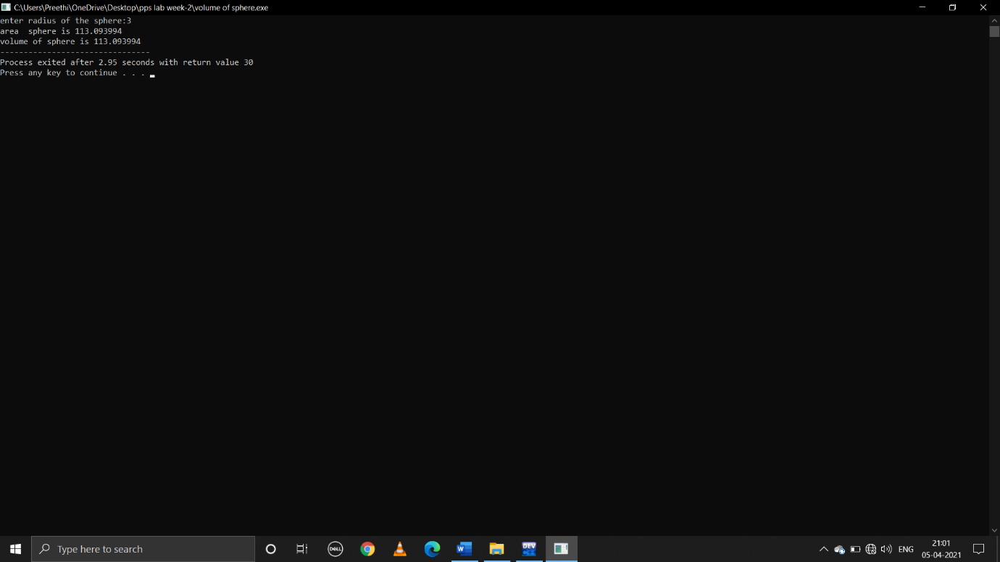 C:\Users\Preethi\OneDrive\Desktop\pps lab week-2\volume of sphere.exe
enter radius of the sphere:3
area  sphere is 113.093994
volume of sphere is 113.093994
--------------------------------
Process exited after 2.95 seconds with return value 30
Press any key to continue . . .
Type here to search
DELL
W
DEV
C++
ENG
21:01
05-04-2021